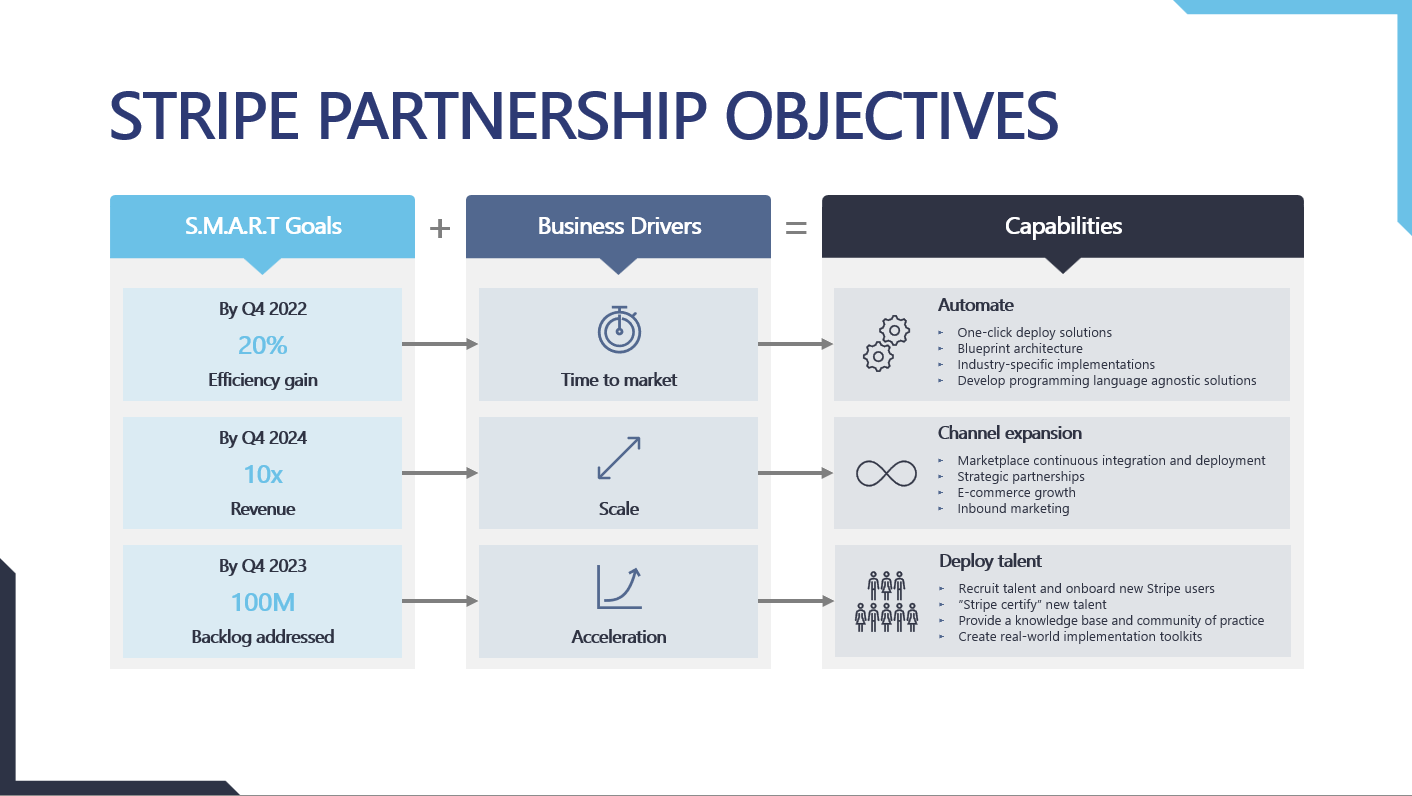 STRIPE PARTNERSHIP OBJECTIVES
S.M.A.R.T Goals
+
Business Drivers
=
Capabilities
By Q4 2022
20%
Efficiency gain
Time to market
Automate
► One-click deploy solutions
► Blueprint architecture
► Industry-specific implementations
► Develop programming language agnostic solutions
By Q4 2024
10x
Revenue
Scale
Channel expansion
► Marketplace continuous integration and deployment
► Strategic partnerships
► E-commerce growth
► Inbound marketing
By Q4 2023
100M
Backlog addressed
Acceleration
Deploy talent
► Recruit talent and onboard new Stripe users
► “Stripe certify” new talent
► Provide a knowledge base and community of practice
► Create real-world implementation toolkits